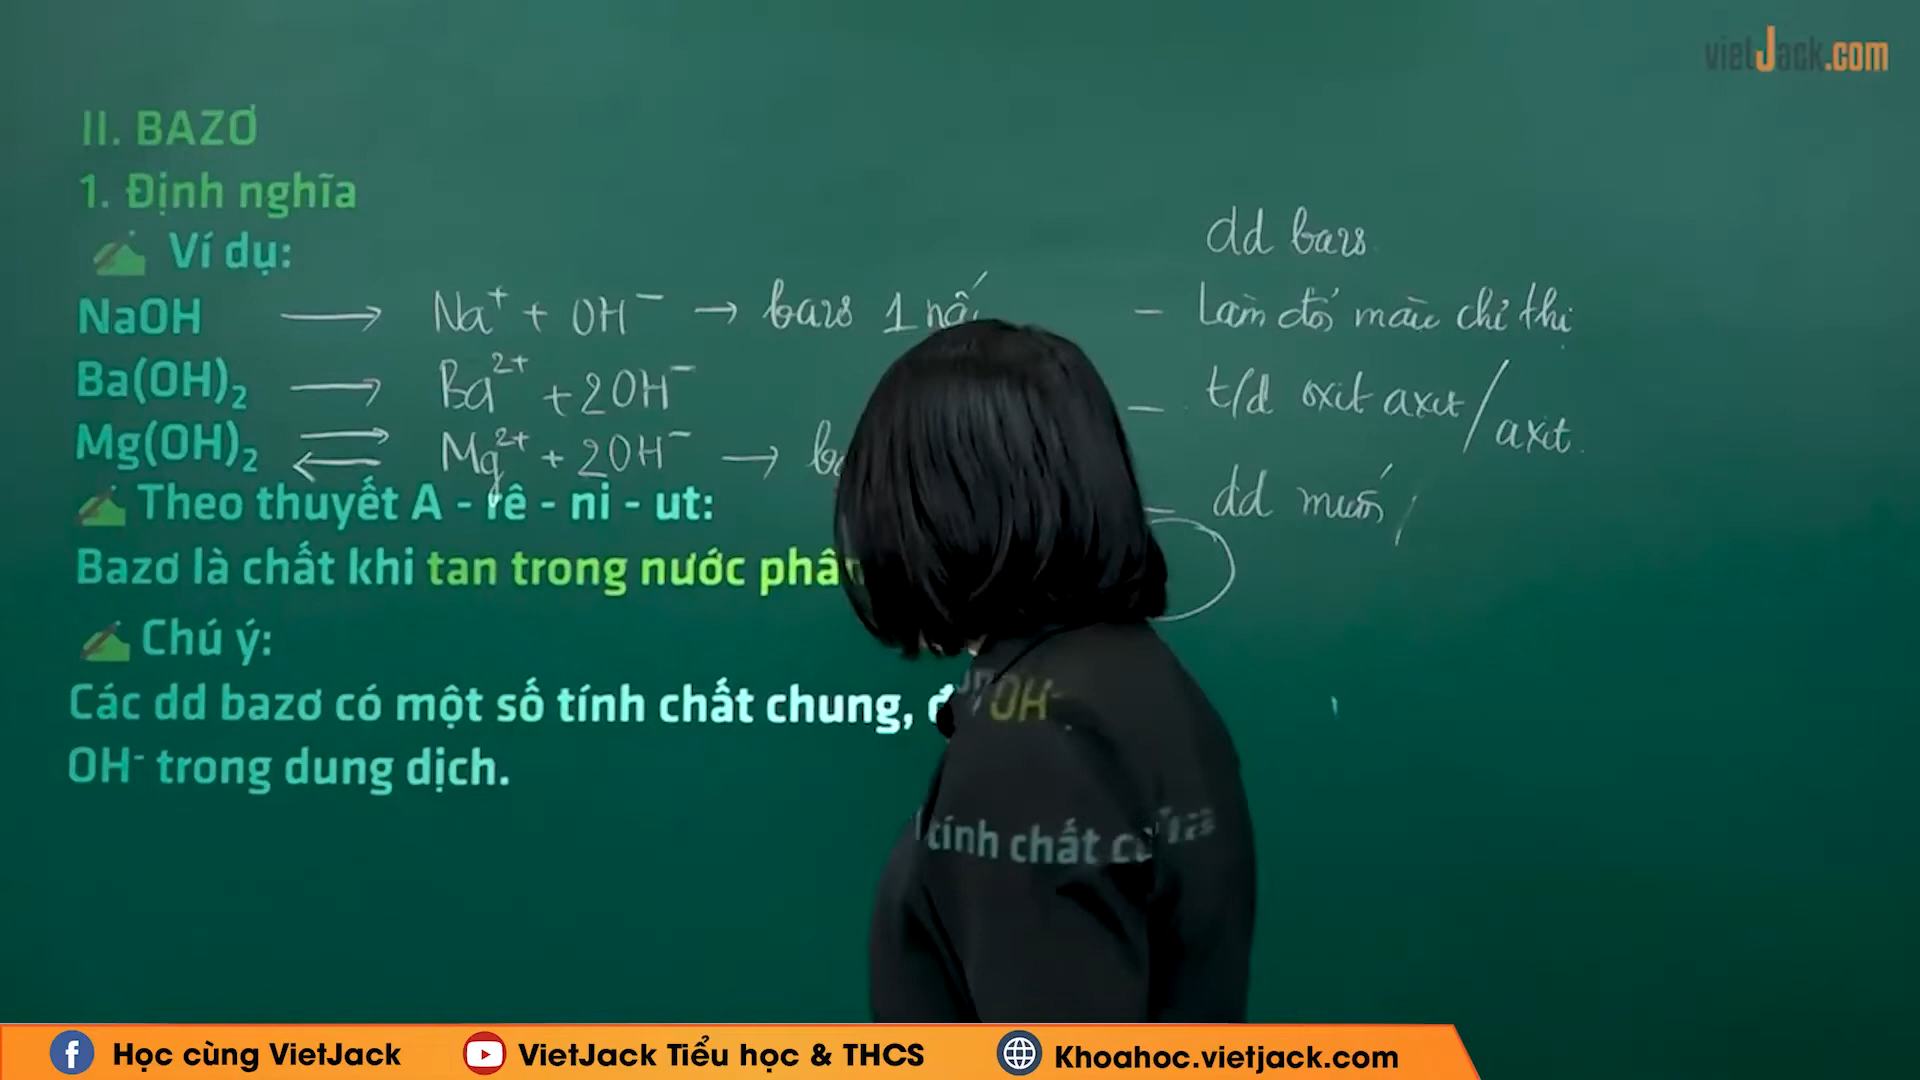 vietJack.com
II. BAZƠ
1. Định nghĩa
Ví dụ:
dd bazơ
NaOH → Na⁺ + OH⁻ → bazơ 1 nấ
– Làm đổi màu chỉ thị
Ba(OH)₂ → Ba²⁺ + 2OH⁻
– t/d oxit axit / axit
Mg(OH)₂ ⇄ Mg²⁺ + 2OH⁻ →
– dd muối
Theo thuyết A - rê - ni - ut:
Bazơ là chất khi tan trong nước phân
Chú ý:
Các dd bazơ có một số tính chất chung,
OH⁻
OH⁻ trong dung dịch.
tính chất
Học cùng VietJack
VietJack Tiểu học & THCS
Khoahoc.vietjack.com